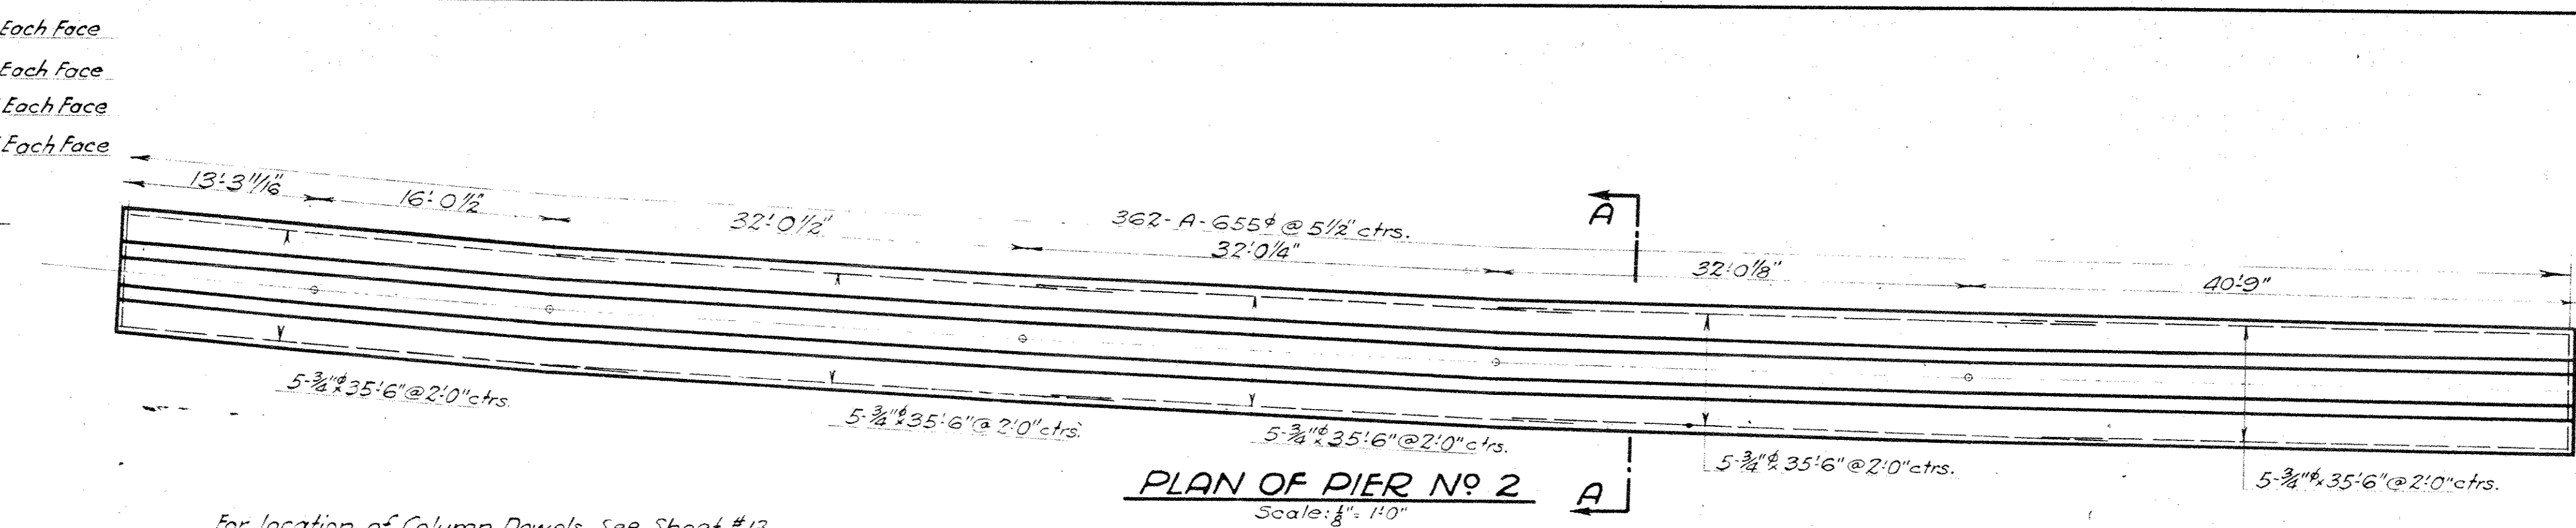 Each Face
Each Face
Each Face
Each Face
13'-3 11/16"
16'-0 1/2"
32'-0 1/2"
362-A-655⌀ @ 5 1/2" ctrs.
32'-0 1/4"
32'-0 1/8"
40'-9"
A
5-3/4"⌀ x 35'-6" @ 2'-0" ctrs.
5-3/4"⌀ x 35'-6" @ 2'-0" ctrs.
5-3/4"⌀ x 35'-6" @ 2'-0" ctrs.
5-3/4"⌀ x 35'-6" @ 2'-0" ctrs.
5-3/4"⌀ x 35'-6" @ 2'-0" ctrs.
PLAN OF PIER Nº 2
A
Scale: 1/8" = 1'-0"
For location of Column Dowels, See Sheet #13